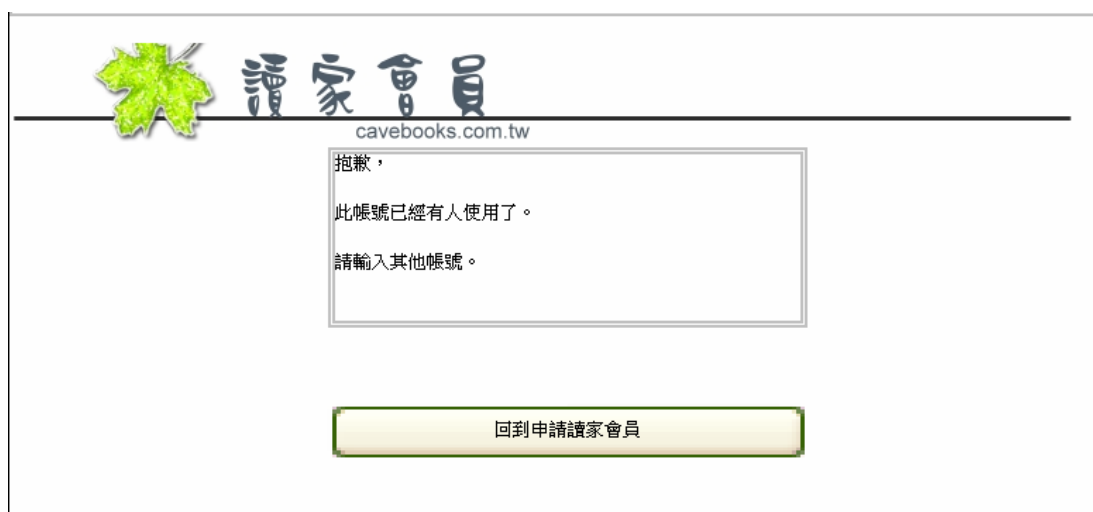 讀家會員
cavebooks.com.tw
抱歉，
此帳號已經有人使用了。
請輸入其他帳號。
回到申請讀家會員